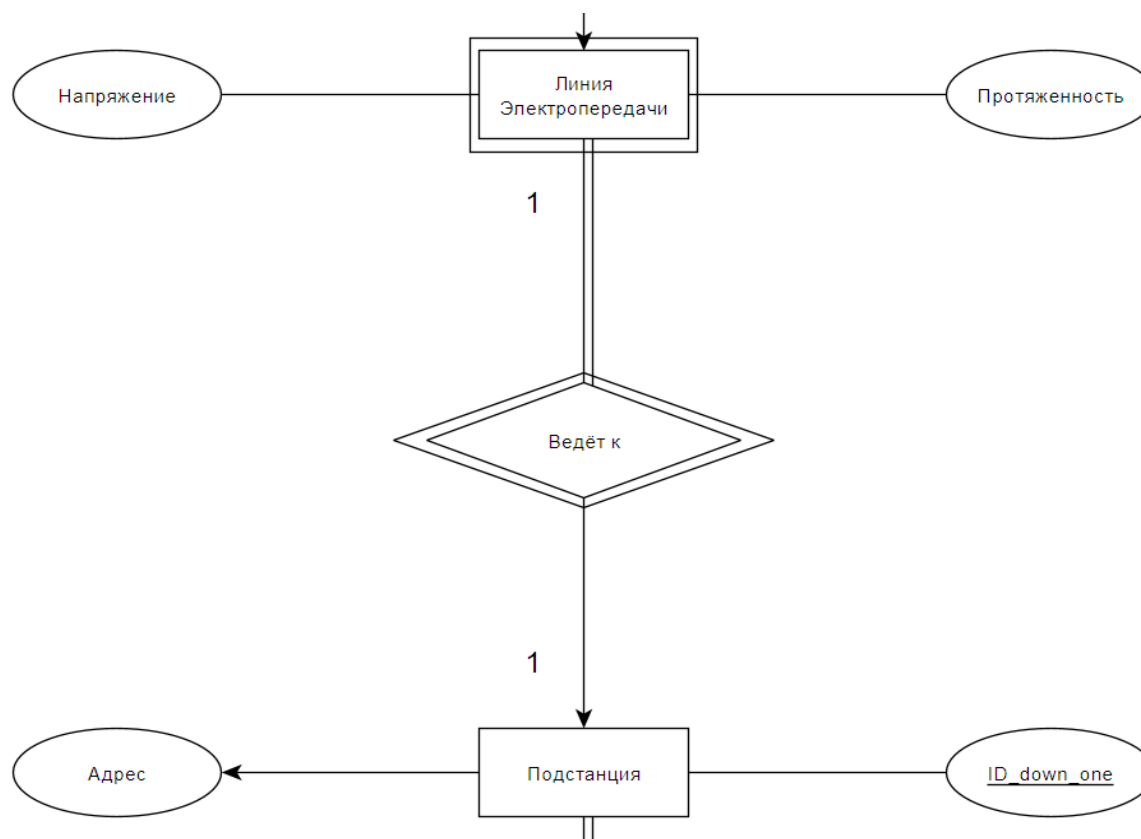 Напряжение
Линия
Электропередачи
Протяженность
1
Ведёт к
1
Адрес
Подстанция
ID_down_one